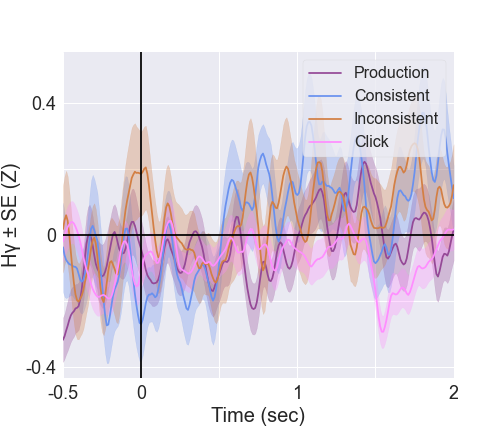 Production
Consistent
Inconsistent
Click
Hγ ± SE (Z)
0.4
0
-0.4
-0.5
0
1
2
Time (sec)